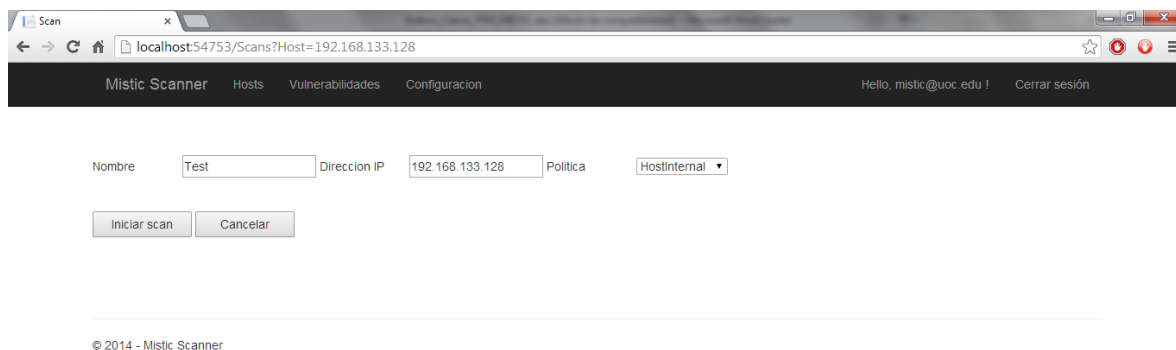 Scan
localhost:54753/Scans?Host=192.168.133.128
Mistic Scanner Hosts Vulnerabilidades Configuracion Hello, mistic@uoc.edu ! Cerrar sesión
Nombre Test Direccion IP 192.168.133.128 Politica HostInternal
Iniciar scan Cancelar
© 2014 - Mistic Scanner